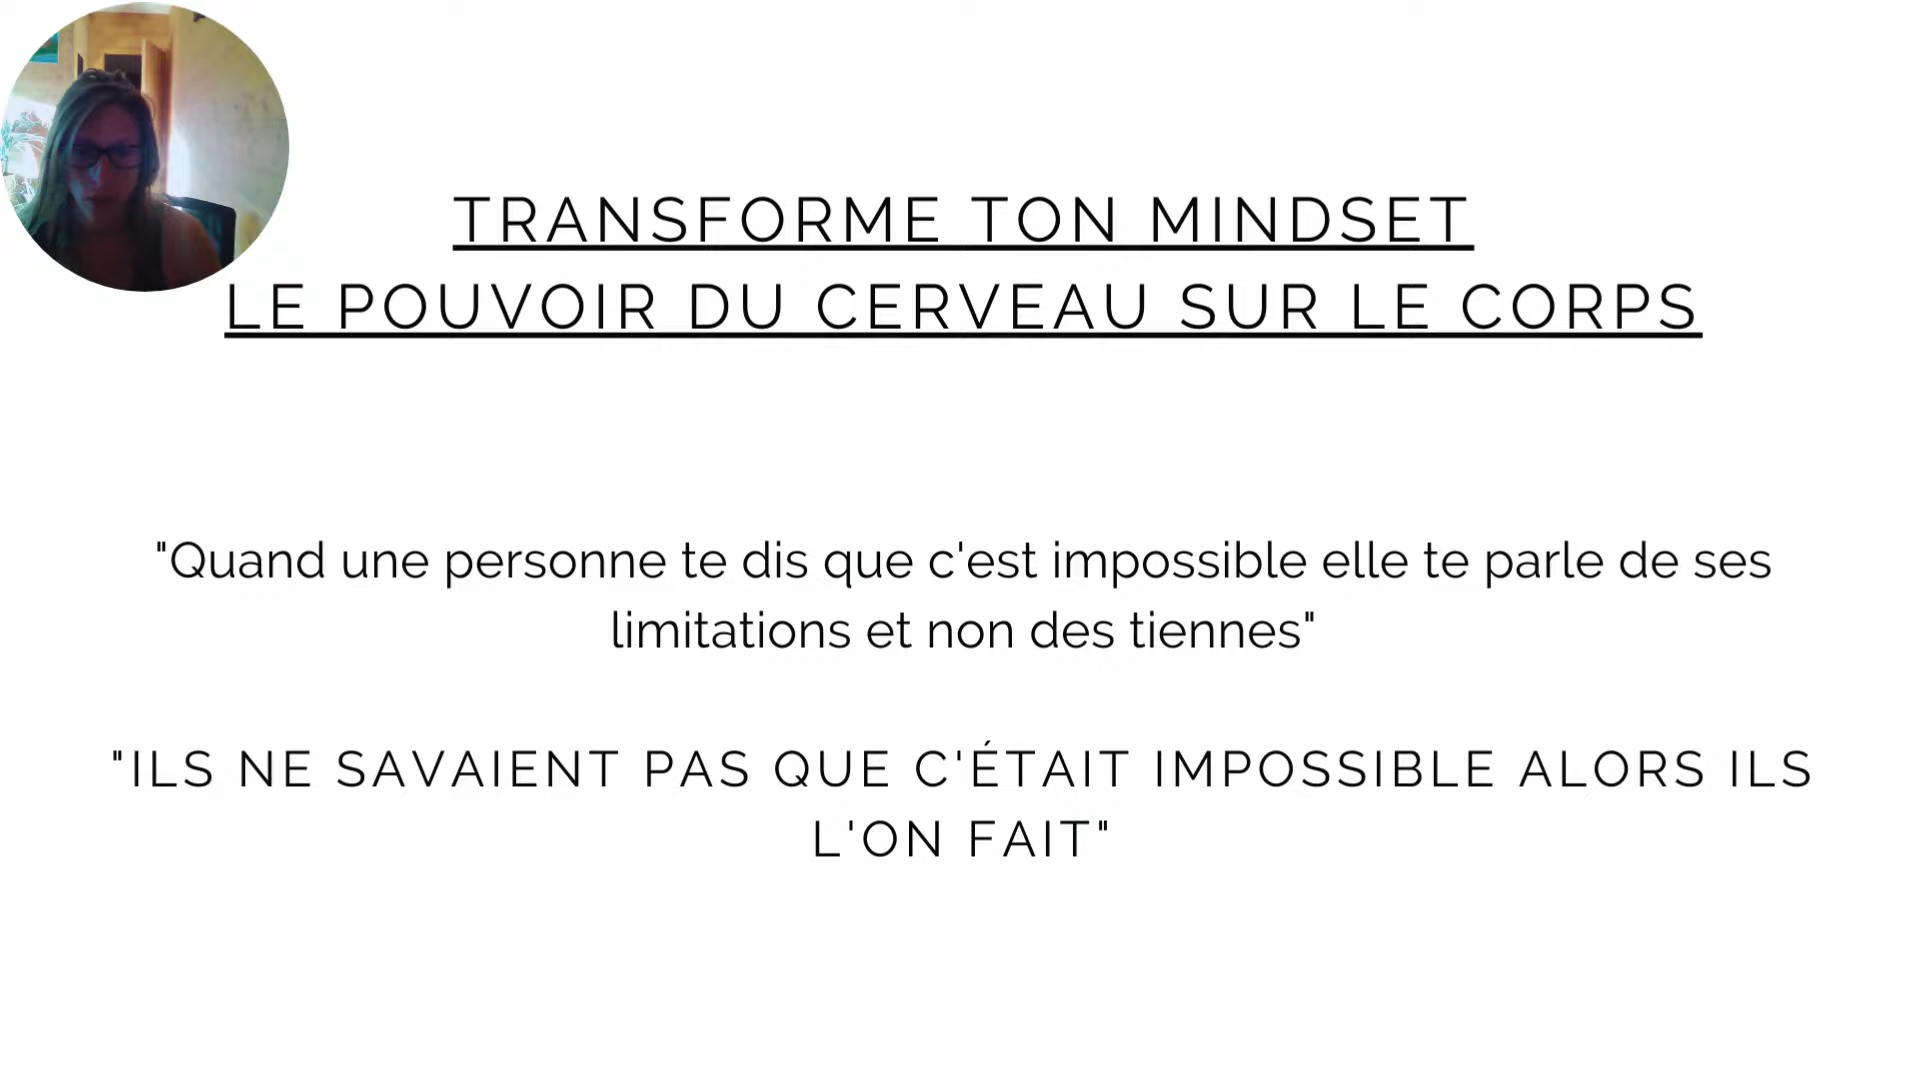 TRANSFORME TON MINDSET
LE POUVOIR DU CERVEAU SUR LE CORPS
"Quand une personne te dis que c'est impossible elle te parle de ses
limitations et non des tiennes"
"ILS NE SAVAIENT PAS QUE C'ÉTAIT IMPOSSIBLE ALORS ILS
L'ON FAIT"